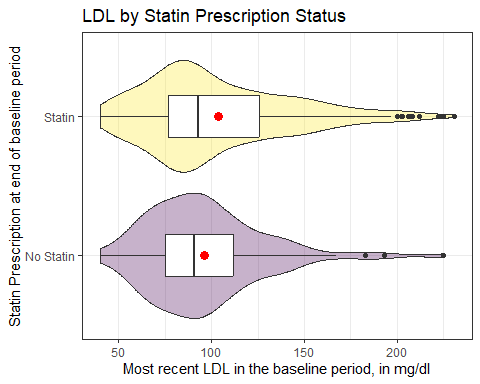 LDL by Statin Prescription Status
Statin Prescription at end of baseline period
Statin
No Statin
50 100 150 200
Most recent LDL in the baseline period, in mg/dl